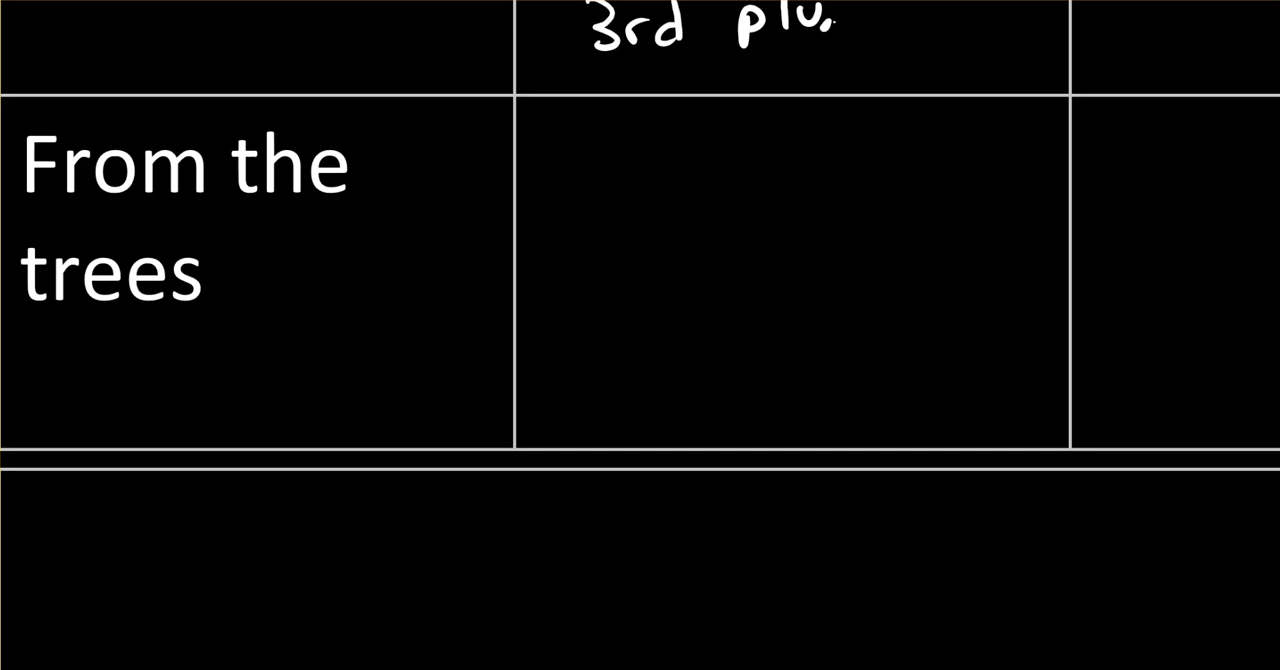 3rd plu.
From the
trees